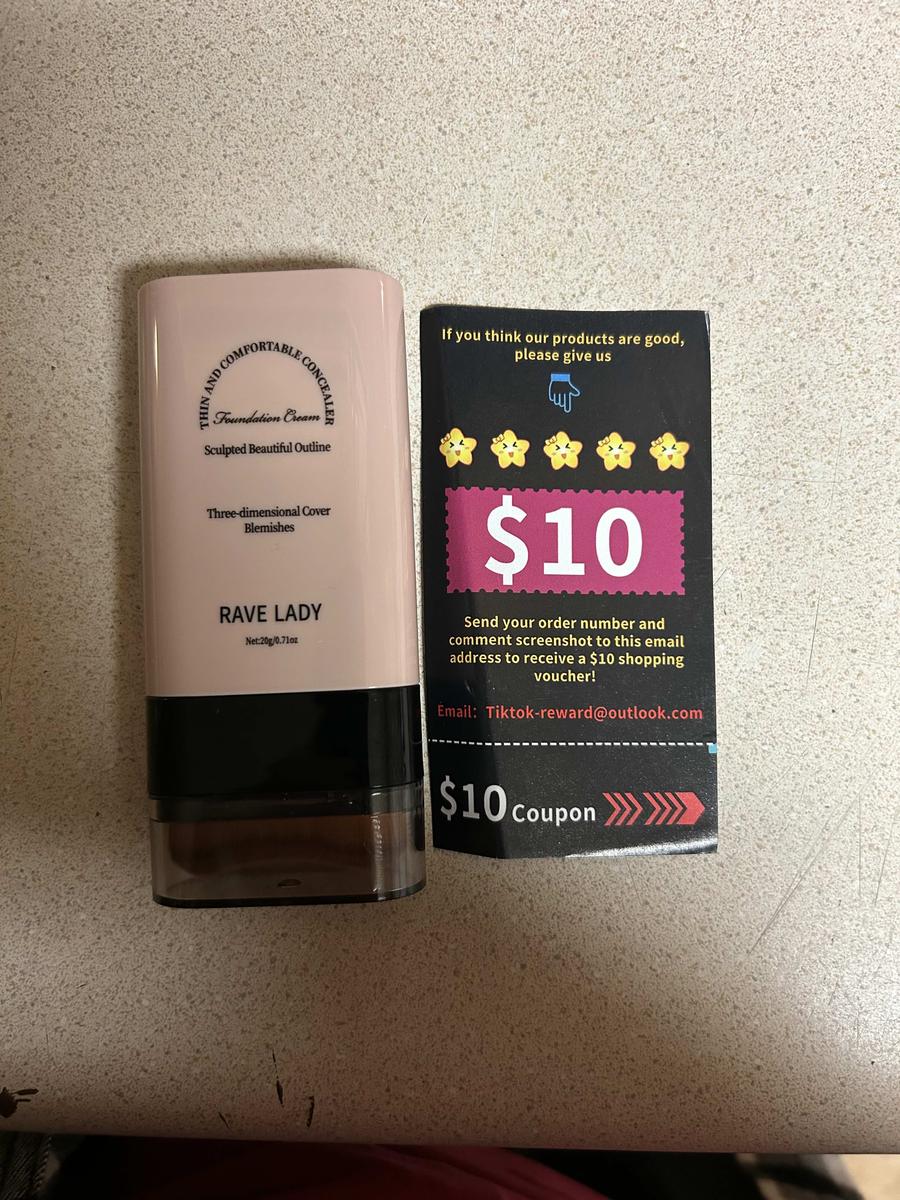 THIN AND COMFORTABLE CONCEALER
Foundation Cream
Sculpted Beautiful Outline
Three-dimensional Cover
Blemishes
RAVE LADY
Net:20g/0.71oz
If you think our products are good,
please give us
$10
Send your order number and
comment screenshot to this email
address to receive a $10 shopping
voucher!
Email: Tiktok-reward@outlook.com
$10 Coupon